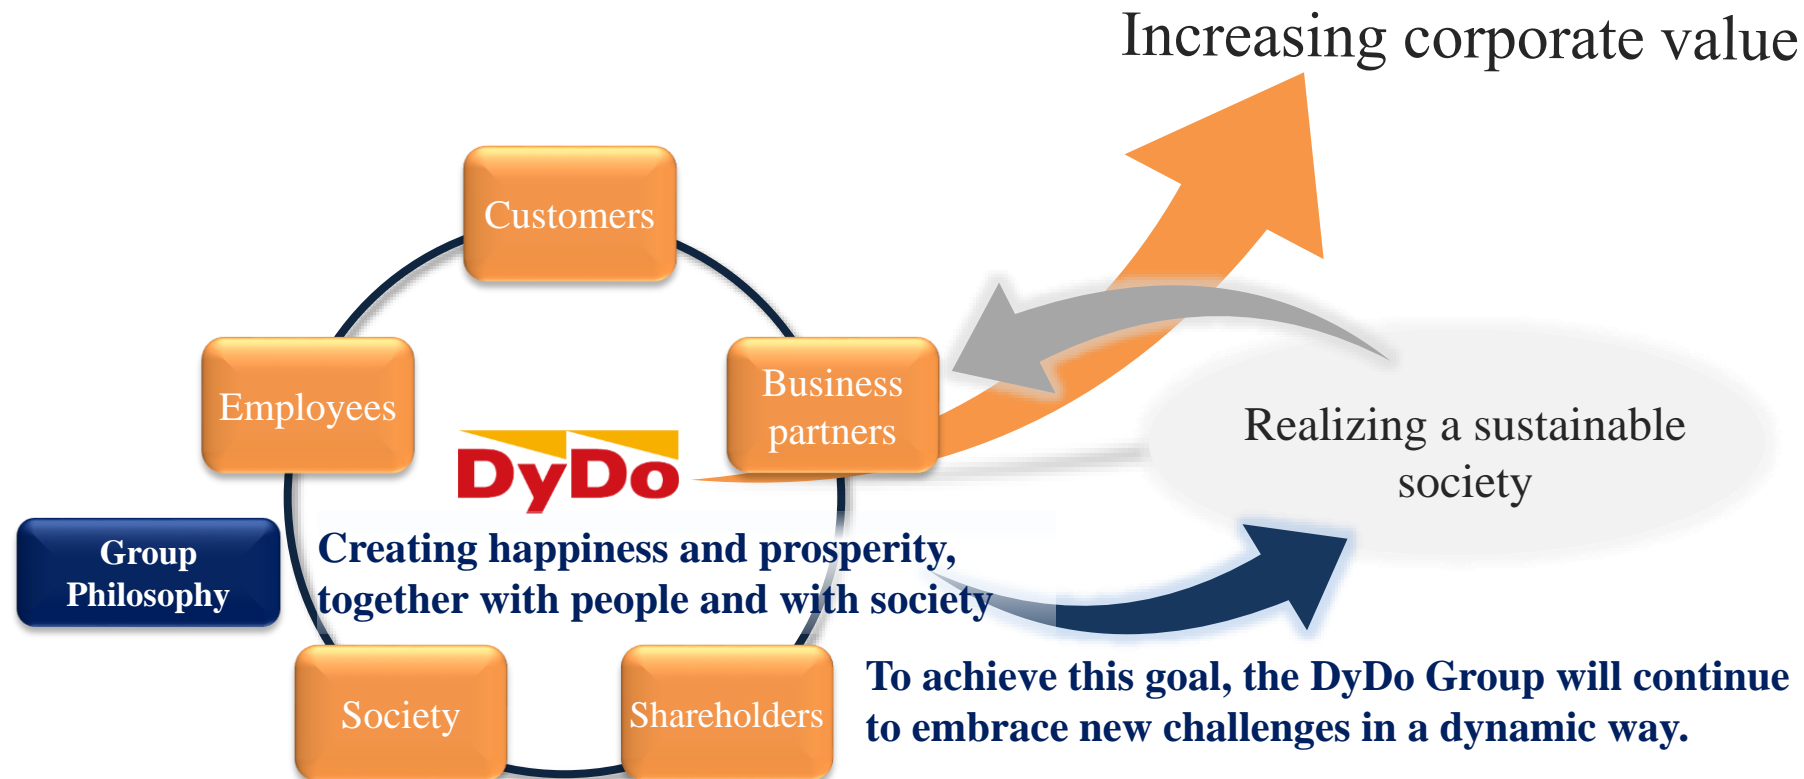 Increasing corporate value
Customers
Employees
Business
partners
DyDo
Realizing a sustainable
society
Group
Philosophy
Creating happiness and prosperity,
together with people and with society
Society
Shareholders
To achieve this goal, the DyDo Group will continue
to embrace new challenges in a dynamic way.